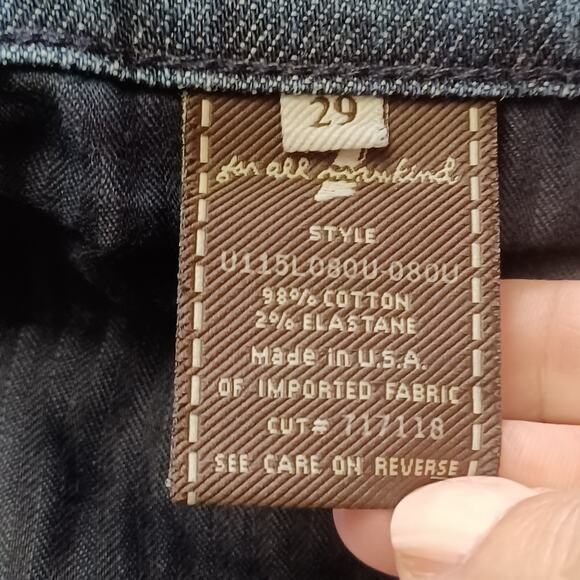 29
7
for all mankind
STYLE
U115L080U-080U
98% COTTON
2% ELASTANE
Made in U.S.A.
OF IMPORTED FABRIC
CUT# 717118
SEE CARE ON REVERSE